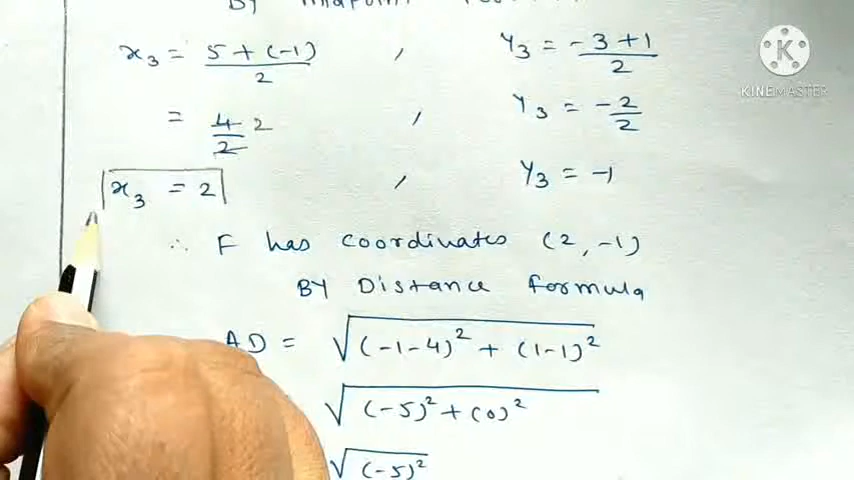 By midpoint
x₃ = 5 + (-1) / 2 , y₃ = -3 + 1 / 2
= 4/2 2 , y₃ = -2/2
x₃ = 2 , y₃ = -1
∴ F has coordinates (2, -1)
BY Distance formula
AD = √(-1-4)² + (1-1)²
√(-5)² + (0)²
√(-5)²
KINEMASTER